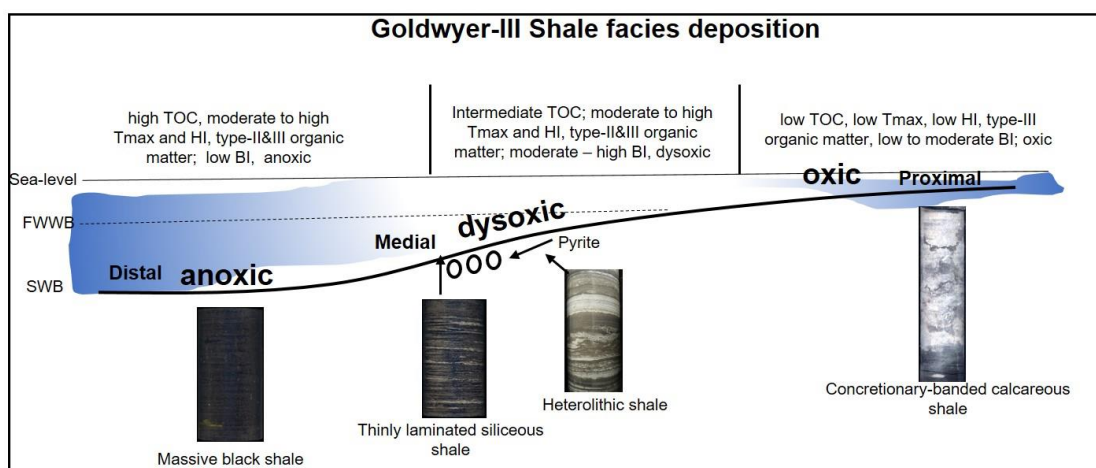 Goldwyer-III Shale facies deposition
high TOC, moderate to high
Tmax and HI, type-II&III organic
matter; low BI, anoxic
Intermediate TOC; moderate to high
Tmax and HI, type-II&III organic
matter; moderate – high BI, dysoxic
low TOC, low Tmax, low HI, type-III
organic matter, low to moderate BI; oxic
Sea-level
oxic
Proximal
FWWB
dysoxic
Medial
Pyrite
Distal
anoxic
SWB
Concretionary-banded calcareous
shale
Heterolithic shale
Thinly laminated siliceous
shale
Massive black shale